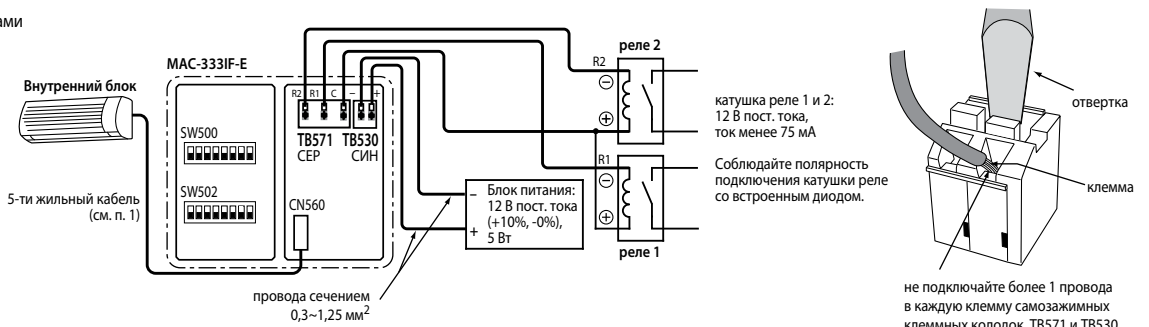 ами
Внутренний блок
5-ти жильный кабель
(см. п. 1)
MAC-333IF-E
SW500
SW502
R2 R1 C – +
TB571 TB530
СЕР СИН
CN560
провода сечением
0,3~1,25 мм²
– Блок питания:
12 В пост. тока
(+10%, -0%),
+ 5 Вт
реле 2
R2
⊖
⊕
R1
⊖
⊕
реле 1
катушка реле 1 и 2:
12 В пост. тока,
ток менее 75 мА
Соблюдайте полярность
подключения катушки реле
со встроенным диодом.
отвертка
клемма
не подключайте более 1 провода
в каждую клемму самозажимных
клеммных колодок TB571 и TB530